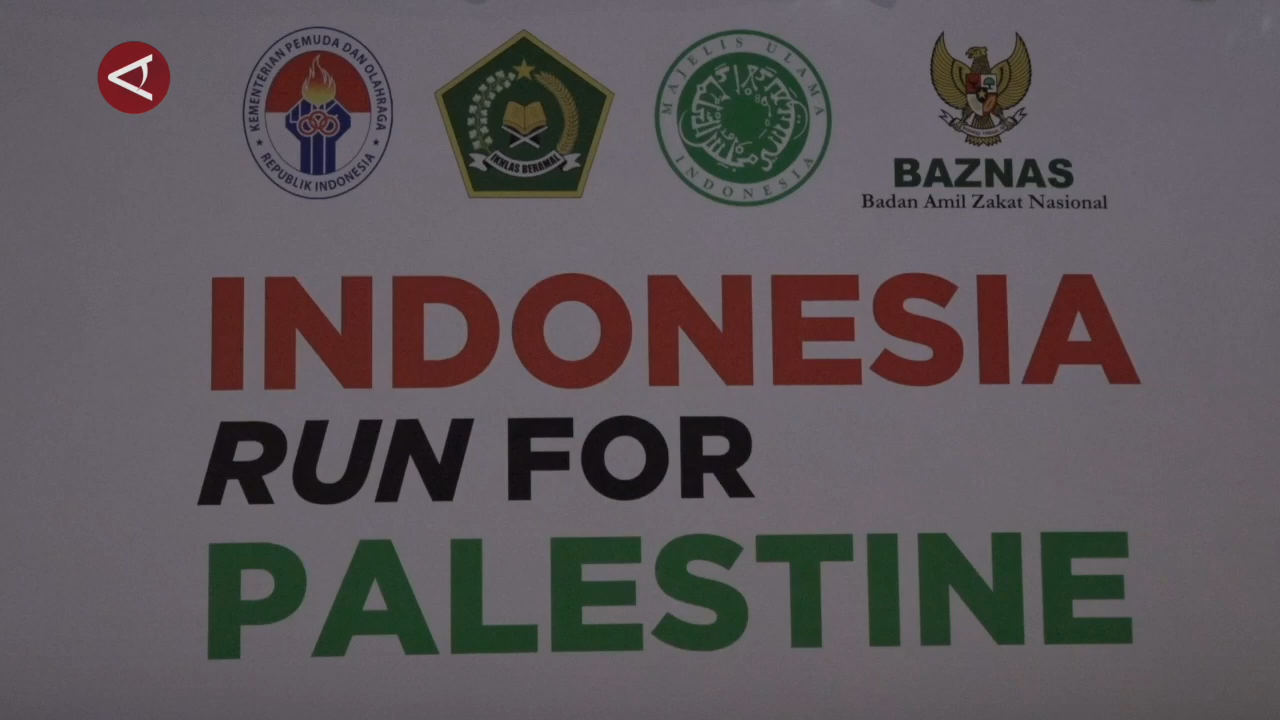 KEMENTERIAN PEMUDA DAN OLAHRAGA
REPUBLIK INDONESIA
IKHLAS BERAMAL
MAJELIS ULAMA
INDONESIA
BAZNAS
Badan Amil Zakat Nasional
INDONESIA
RUN FOR
PALESTINE